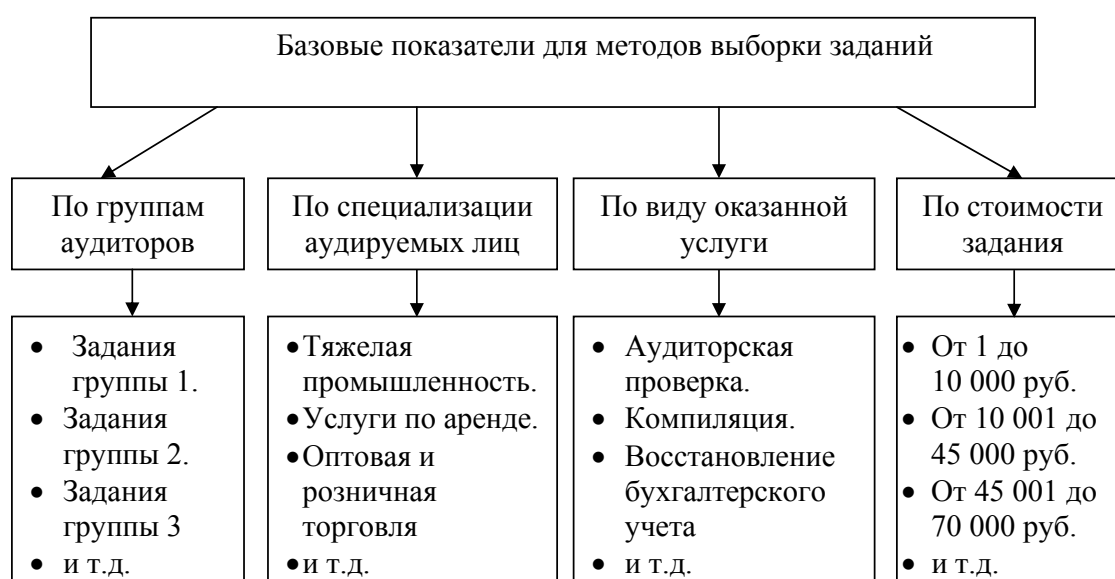 Базовые показатели для методов выборки заданий
По группам
аудиторов
По специализации
аудируемых лиц
По виду оказанной
услуги
По стоимости
задания
• Задания
группы 1.
• Задания
группы 2.
• Задания
группы 3
• и т.д.
• Тяжелая
промышленность.
• Услуги по аренде.
• Оптовая и
розничная
торговля
• и т.д.
• Аудиторская
проверка.
• Компиляция.
• Восстановление
бухгалтерского
учета
• и т.д.
• От 1 до
10 000 руб.
• От 10 001 до
45 000 руб.
• От 45 001 до
70 000 руб.
• и т.д.